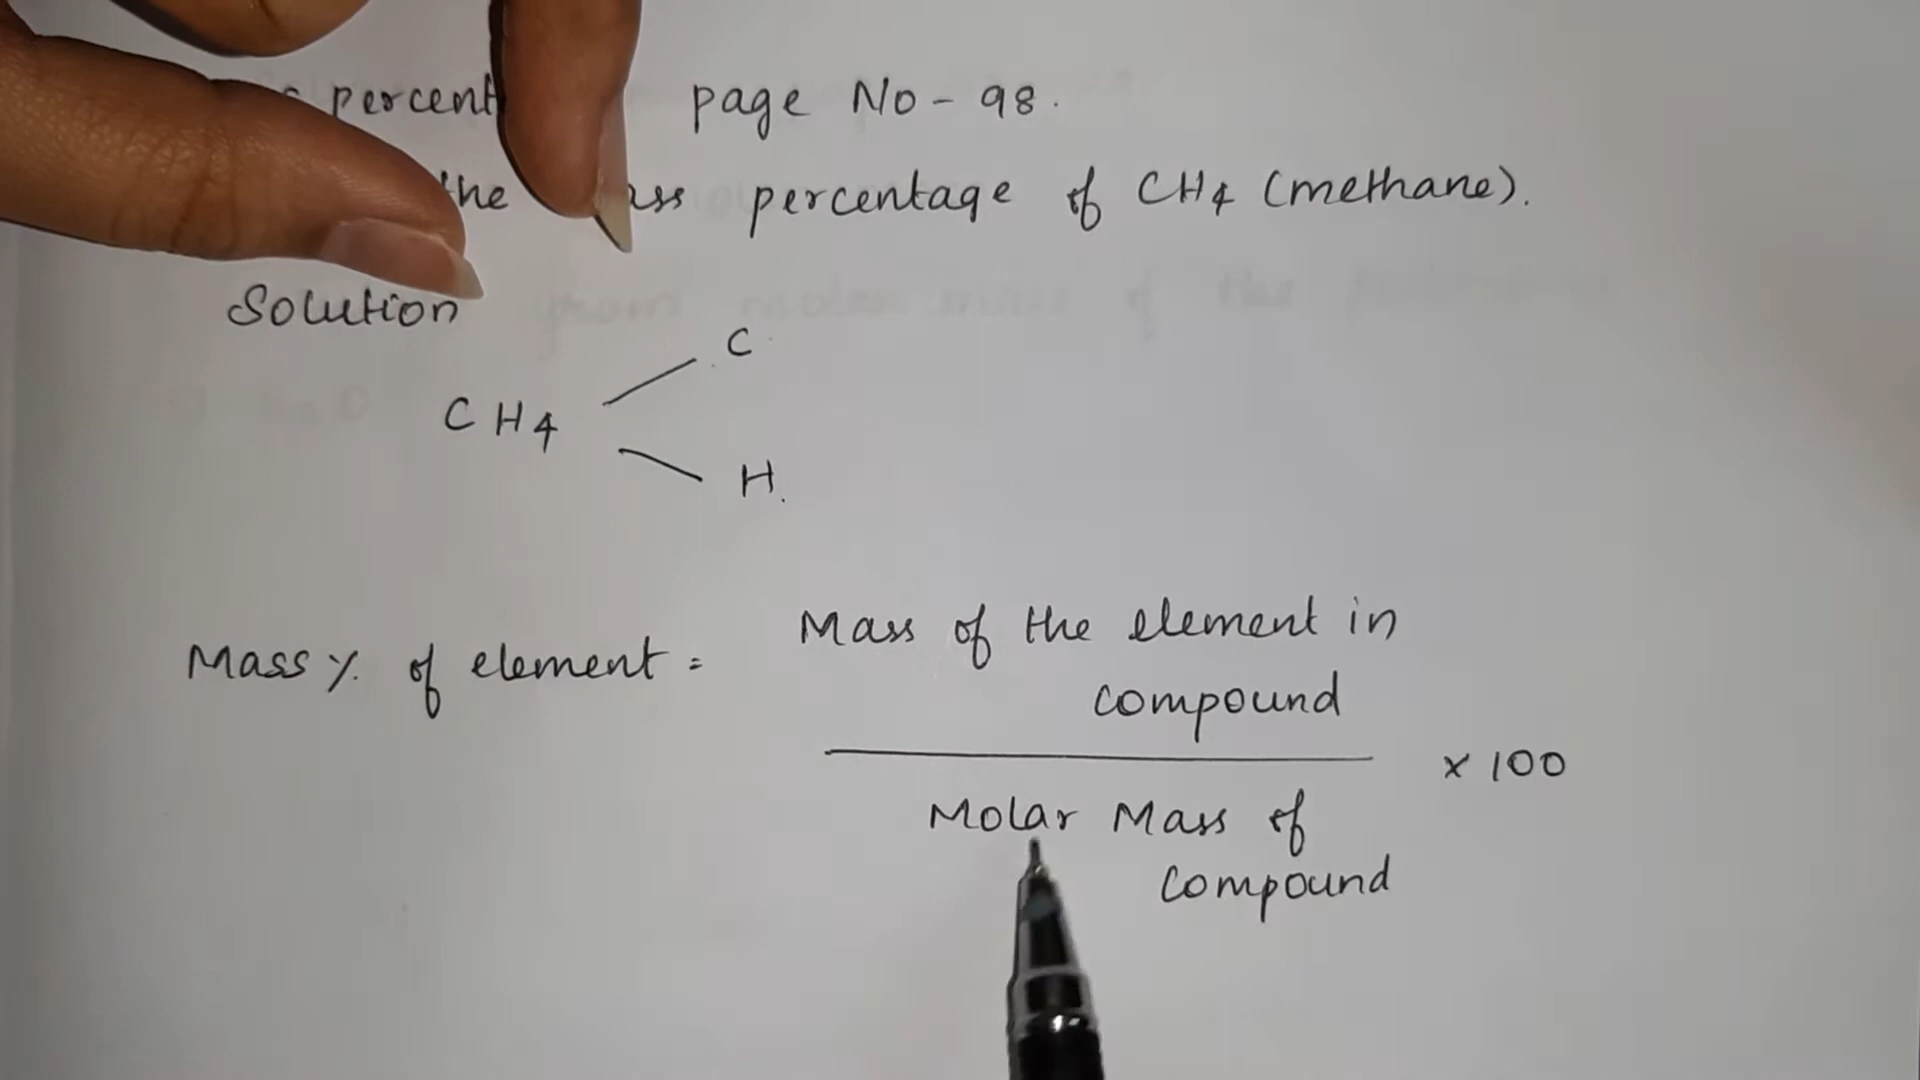 percent page No - 98.
the percentage of CH4 (methane).
Solution
C
CH4
H.
Mass % of element =
Mass of the element in
compound
x 100
Molar Mass of
compound